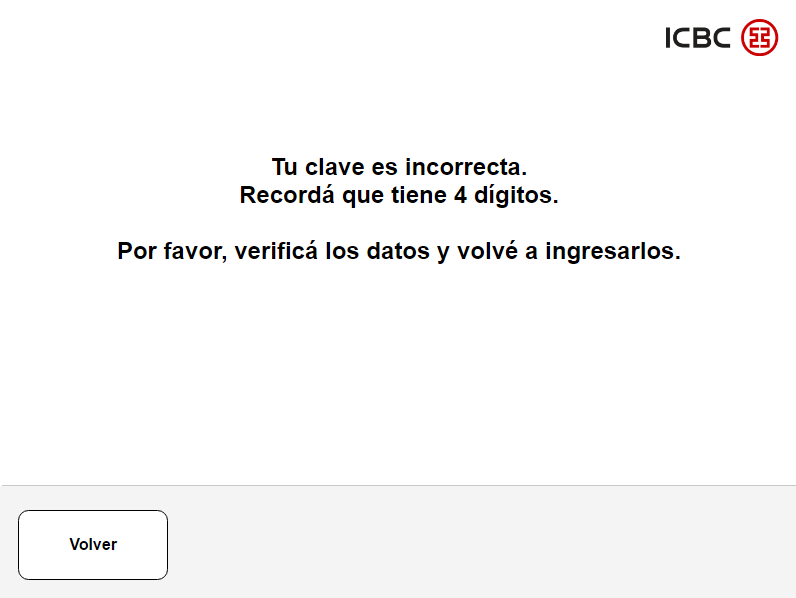 ICBC
Tu clave es incorrecta.
Recordá que tiene 4 dígitos.
Por favor, verificá los datos y volvé a ingresarlos.
Volver